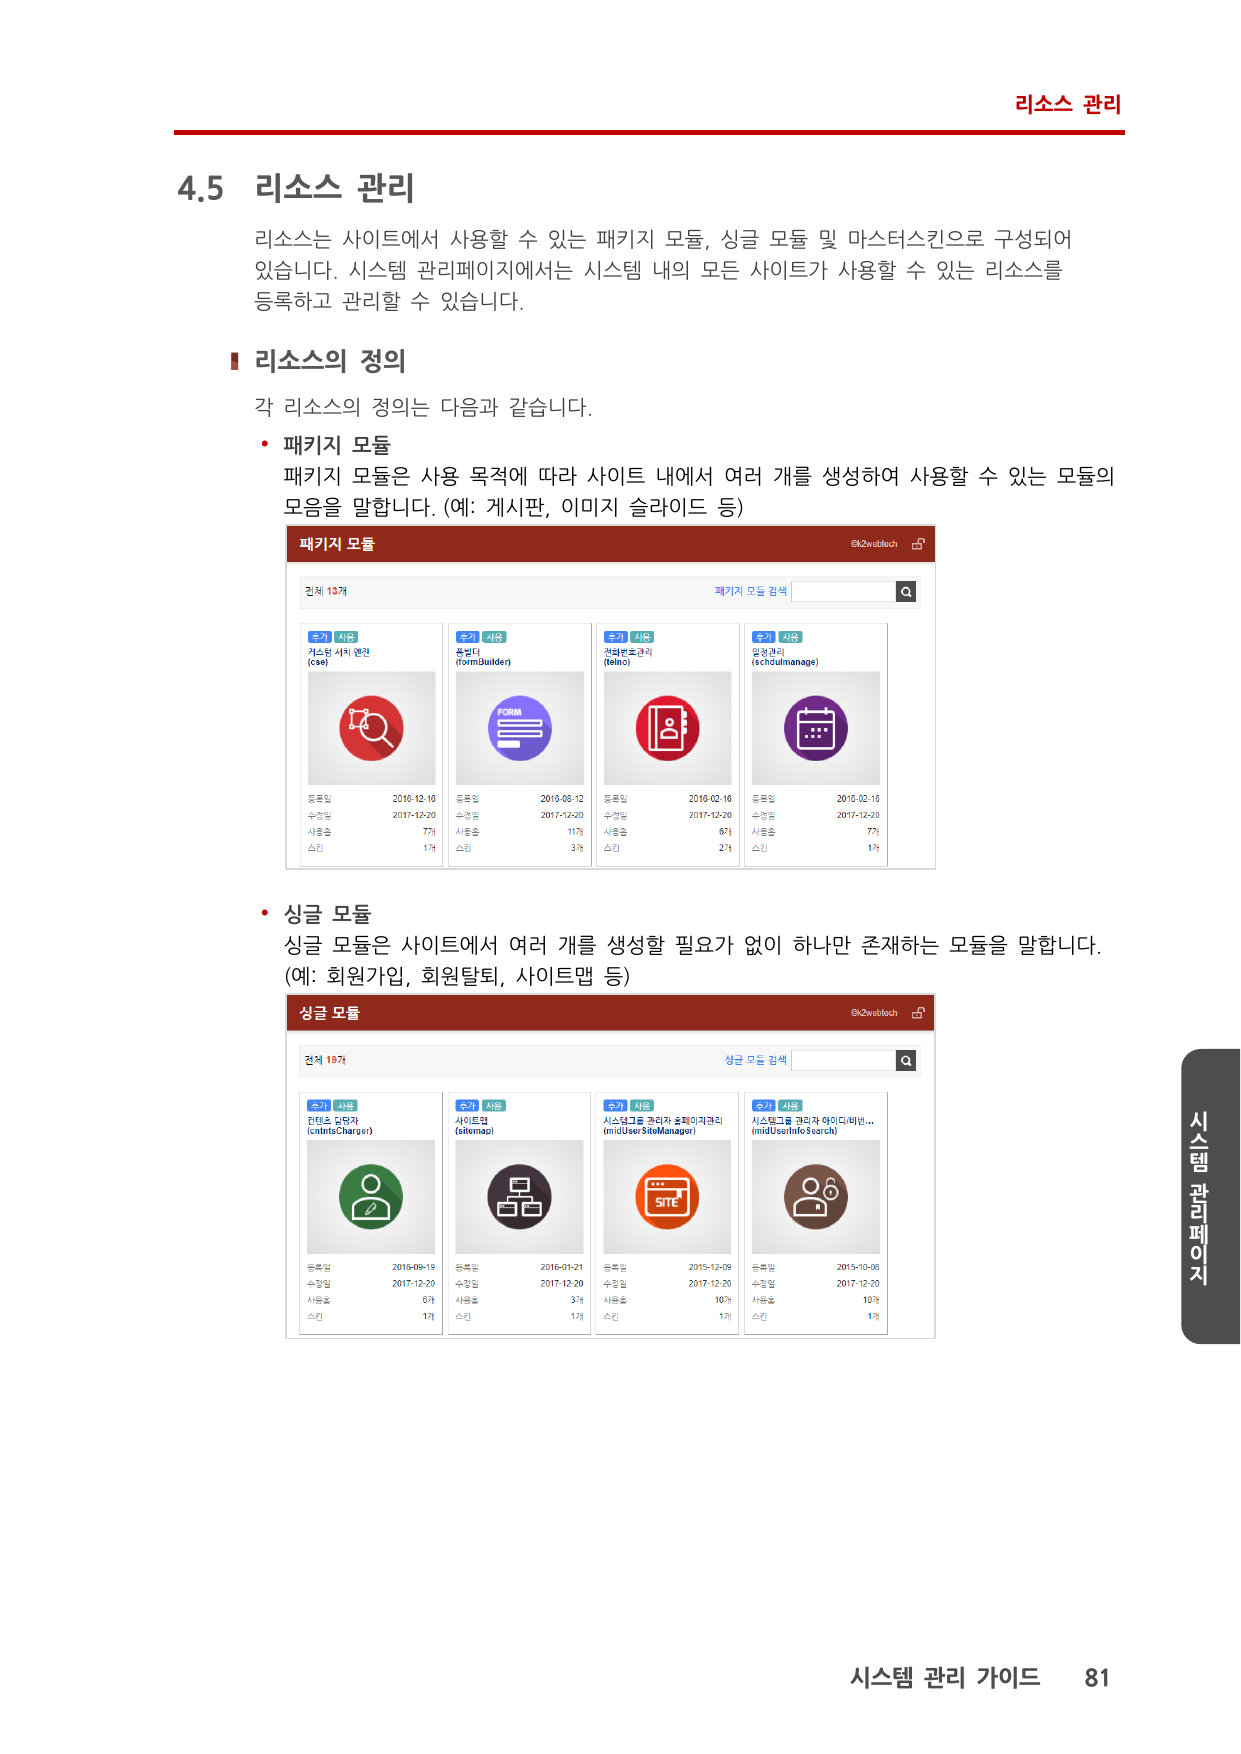 리소스 관리
4.5 리소스 관리
리소스는 사이트에서 사용할 수 있는 패키지 모듈, 싱글 모듈 및 마스터스킨으로 구성되어
있습니다. 시스템 관리페이지에서는 시스템 내의 모든 사이트가 사용할 수 있는 리소스를
등록하고 관리할 수 있습니다.
리소스의 정의
각 리소스의 정의는 다음과 같습니다.
• 패키지 모듈
패키지 모듈은 사용 목적에 따라 사이트 내에서 여러 개를 생성하여 사용할 수 있는 모듈의
모음을 말합니다. (예: 게시판, 이미지 슬라이드 등)
패키지 모듈 @k2webtech
전체 13개 패키지 모듈 검색
추가 사용 추가 사용 추가 사용 추가 사용
커스텀 서치 엔진 폼빌더 전화번호관리 일정관리
(cse) (formBuilder) (telno) (schdulmanage)
FORM
등록일 2016-12-16 등록일 2016-08-12 등록일 2016-02-16 등록일 2016-02-16
수정일 2017-12-20 수정일 2017-12-20 수정일 2017-12-20 수정일 2017-12-20
사용홈 7개 사용홈 11개 사용홈 6개 사용홈 7개
스킨 1개 스킨 3개 스킨 2개 스킨 1개
• 싱글 모듈
싱글 모듈은 사이트에서 여러 개를 생성할 필요가 없이 하나만 존재하는 모듈을 말합니다.
(예: 회원가입, 회원탈퇴, 사이트맵 등)
싱글 모듈 @k2webtech
전체 19개 싱글 모듈 검색
추가 사용 추가 사용 추가 사용 추가 사용
컨텐츠 담당자 사이트맵 시스템그룹 관리자 홈페이지관리 시스템그룹 관리자 아이디/비번...
(cntntsCharger) (sitemap) (midUserSiteManager) (midUserInfoSearch)
SITE
등록일 2016-09-19 등록일 2016-01-21 등록일 2015-12-09 등록일 2015-10-08
수정일 2017-12-20 수정일 2017-12-20 수정일 2017-12-20 수정일 2017-12-20
사용홈 6개 사용홈 3개 사용홈 10개 사용홈 10개
스킨 1개 스킨 1개 스킨 1개 스킨 1개
시스템 관리페이지
시스템 관리 가이드 81